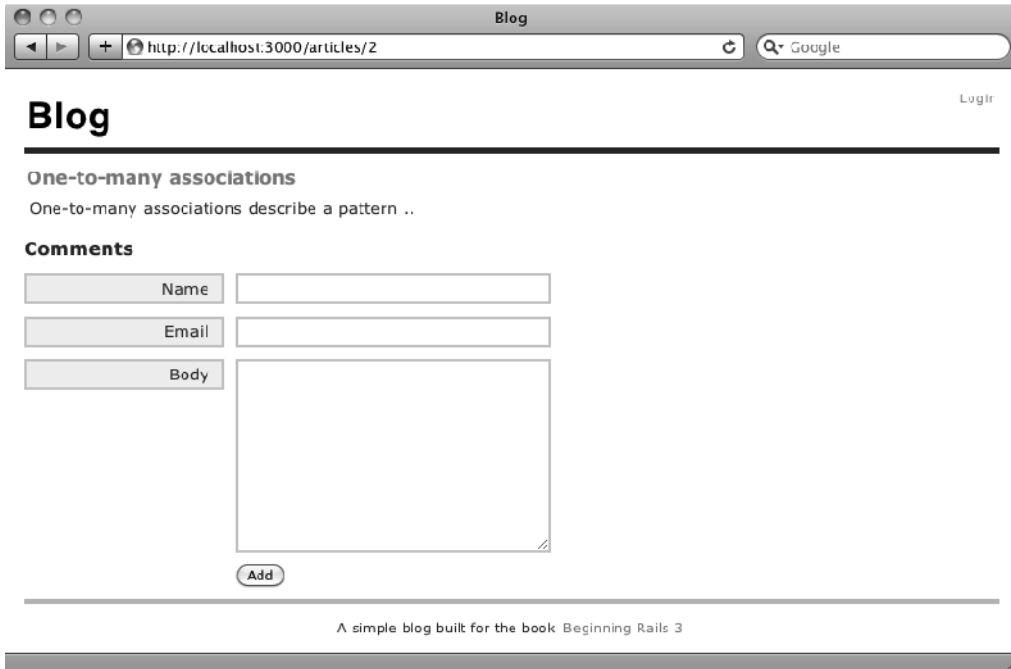 Blog
http://localhost:3000/articles/2
Google
Login
Blog
One-to-many associations
One-to-many associations describe a pattern ..
Comments
Name
Email
Body
Add
A simple blog built for the book Beginning Rails 3